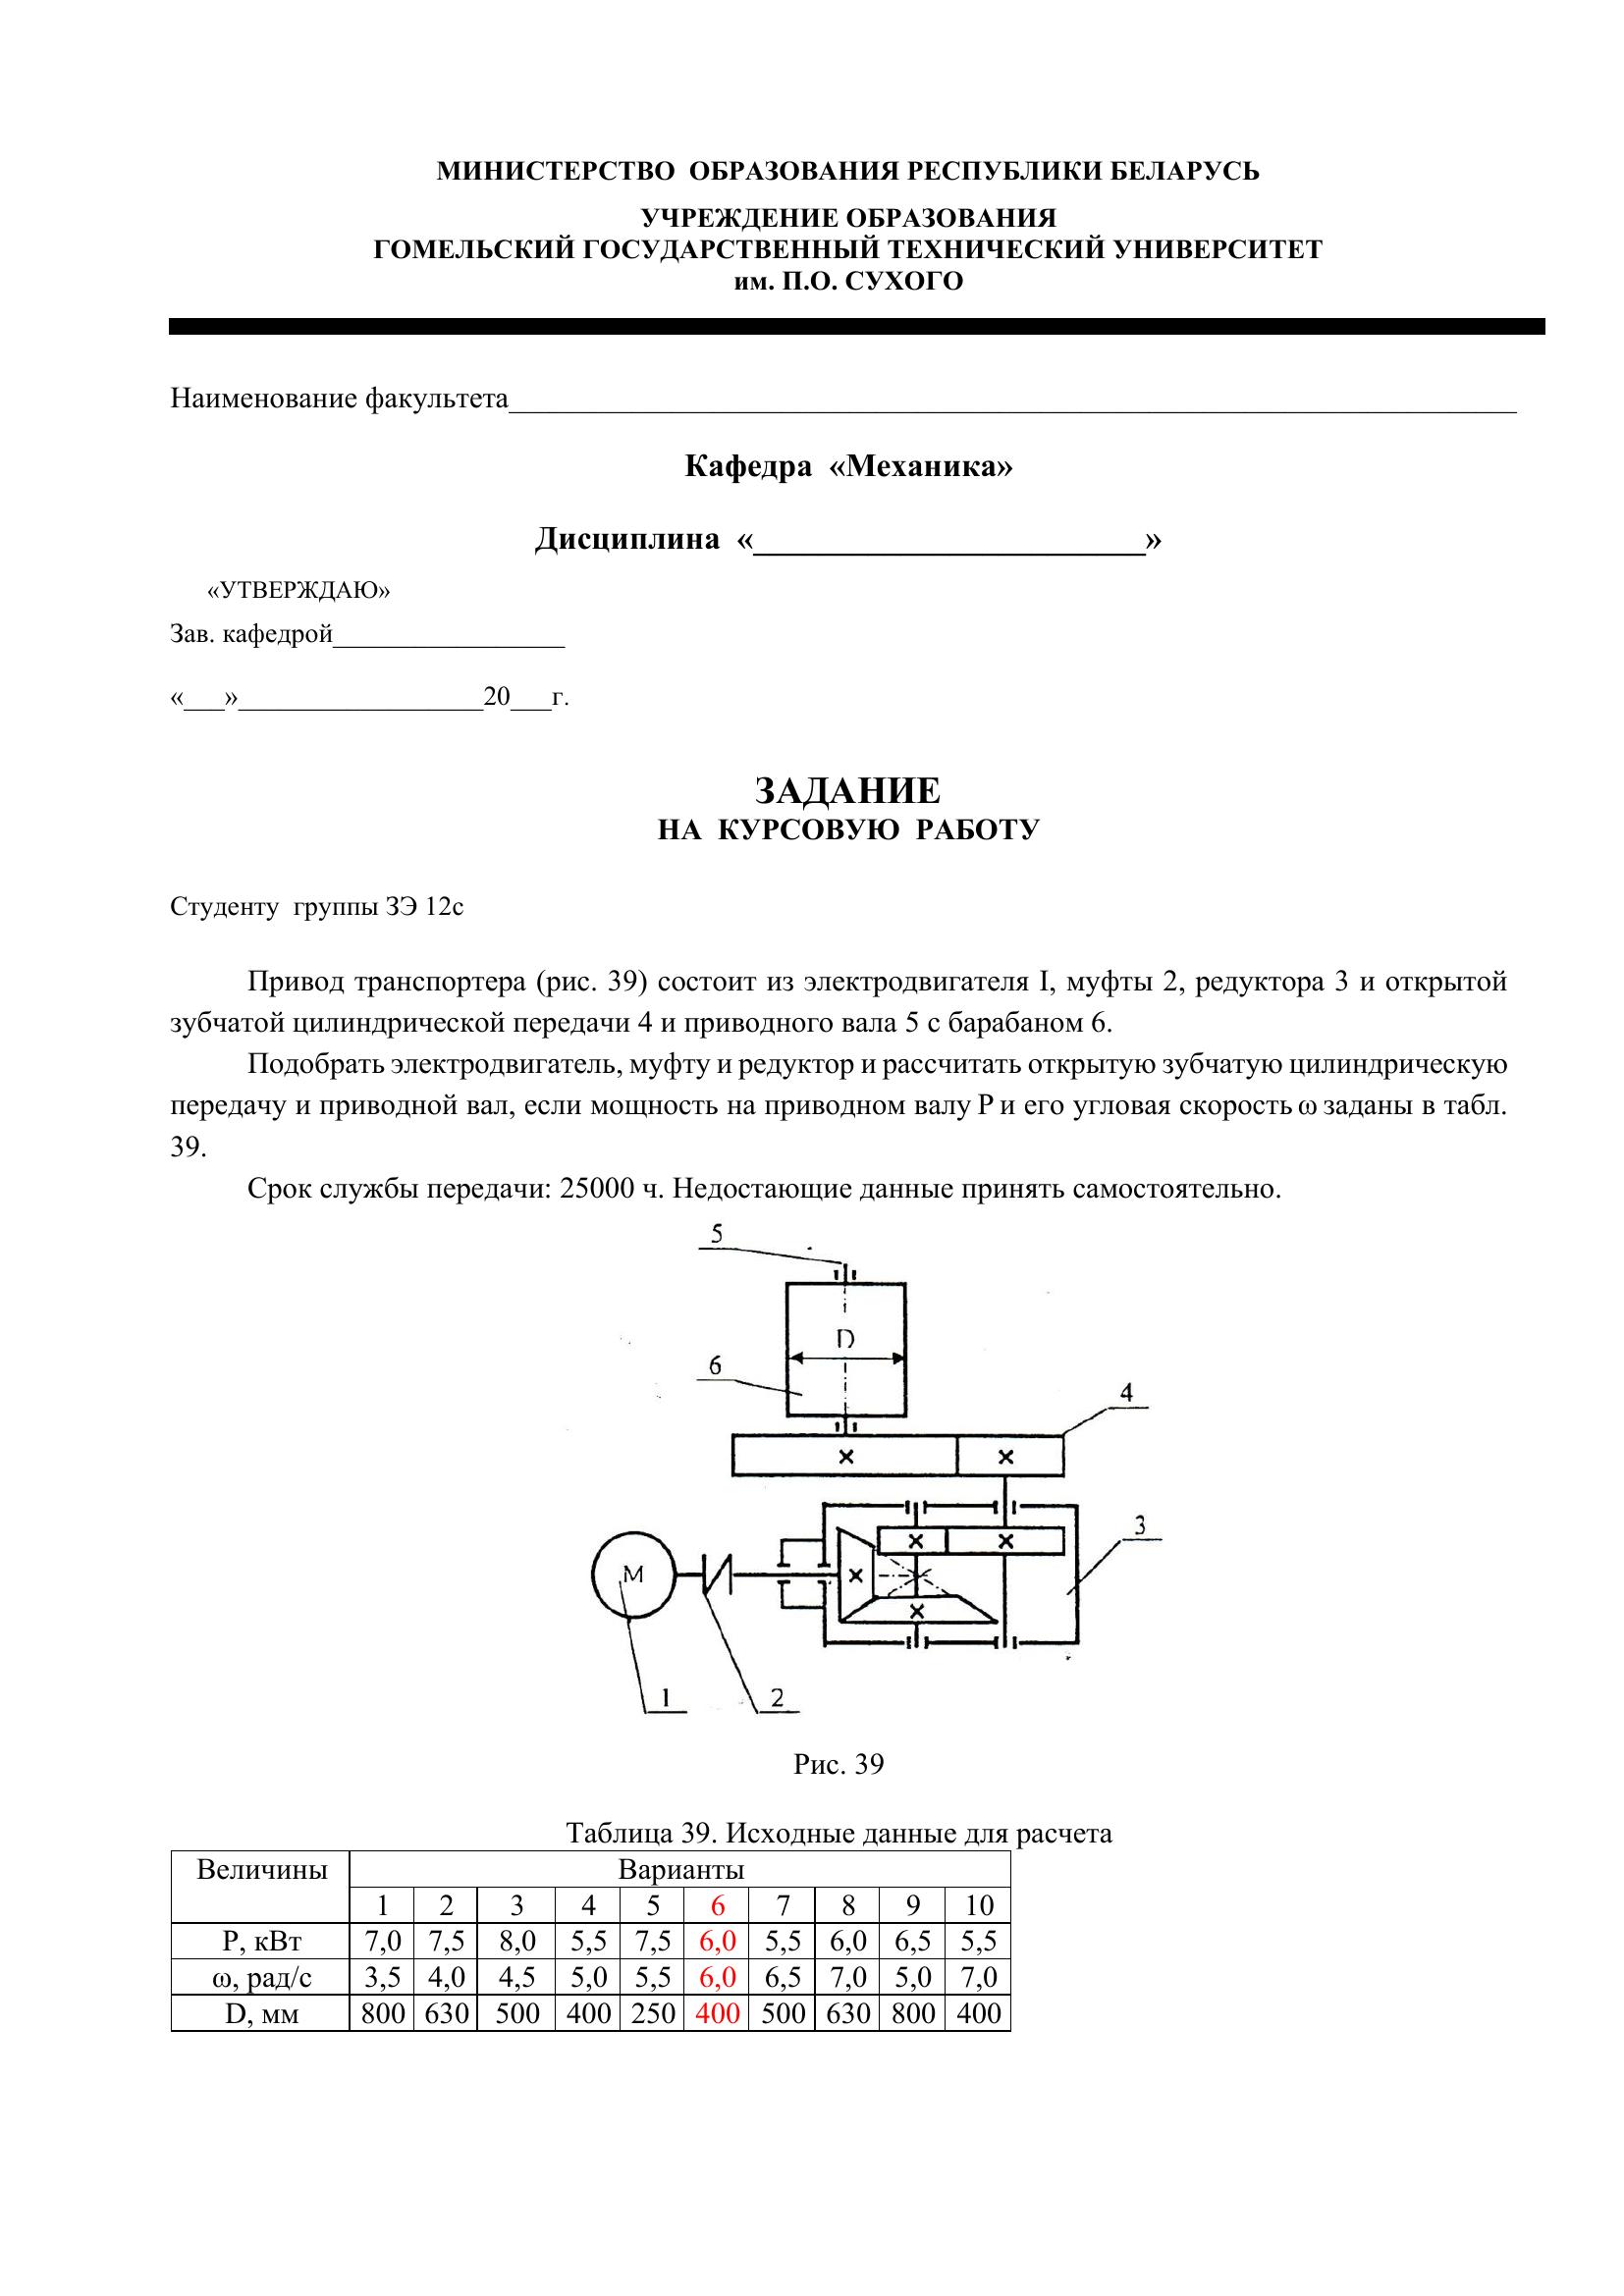 МИНИСТЕРСТВО ОБРАЗОВАНИЯ РЕСПУБЛИКИ БЕЛАРУСЬ
УЧРЕЖДЕНИЕ ОБРАЗОВАНИЯ
ГОМЕЛЬСКИЙ ГОСУДАРСТВЕННЫЙ ТЕХНИЧЕСКИЙ УНИВЕРСИТЕТ
им. П.О. СУХОГО
Наименование факультета____________________
Кафедра «Механика»
Дисциплина «____________________»
«УТВЕРЖДАЮ»
Зав. кафедрой_________________
«___»__________________20___г.
ЗАДАНИЕ
НА КУРСОВУЮ РАБОТУ
Студенту группы ЗЭ 12с
Привод транспортера (рис. 39) состоит из электродвигателя I, муфты 2, редуктора 3 и открытой
зубчатой цилиндрической передачи 4 и приводного вала 5 с барабаном 6.
Подобрать электродвигатель, муфту и редуктор и рассчитать открытую зубчатую цилиндрическую
передачу и приводной вал, если мощность на приводном валу Р и его угловая скорость ω заданы в табл.
39.
Срок службы передачи: 25000 ч. Недостающие данные принять самостоятельно.
5
D
6
4
3
М
1
2
Рис. 39
Таблица 39. Исходные данные для расчета
Величины Варианты
1 2 3 4 5 6 7 8 9 10
Р, кВт 7,0 7,5 8,0 5,5 7,5 6,0 5,5 6,0 6,5 5,5
ω, рад/с 3,5 4,0 4,5 5,0 5,5 6,0 6,5 7,0 5,0 7,0
D, мм 800 630 500 400 250 400 500 630 800 400